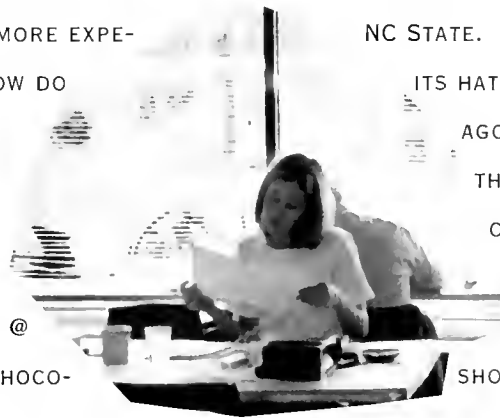 MORE EXPE-
OW DO
@
HOCO-
NC STATE.
ITS HAT
AGO
TH
C
SHO